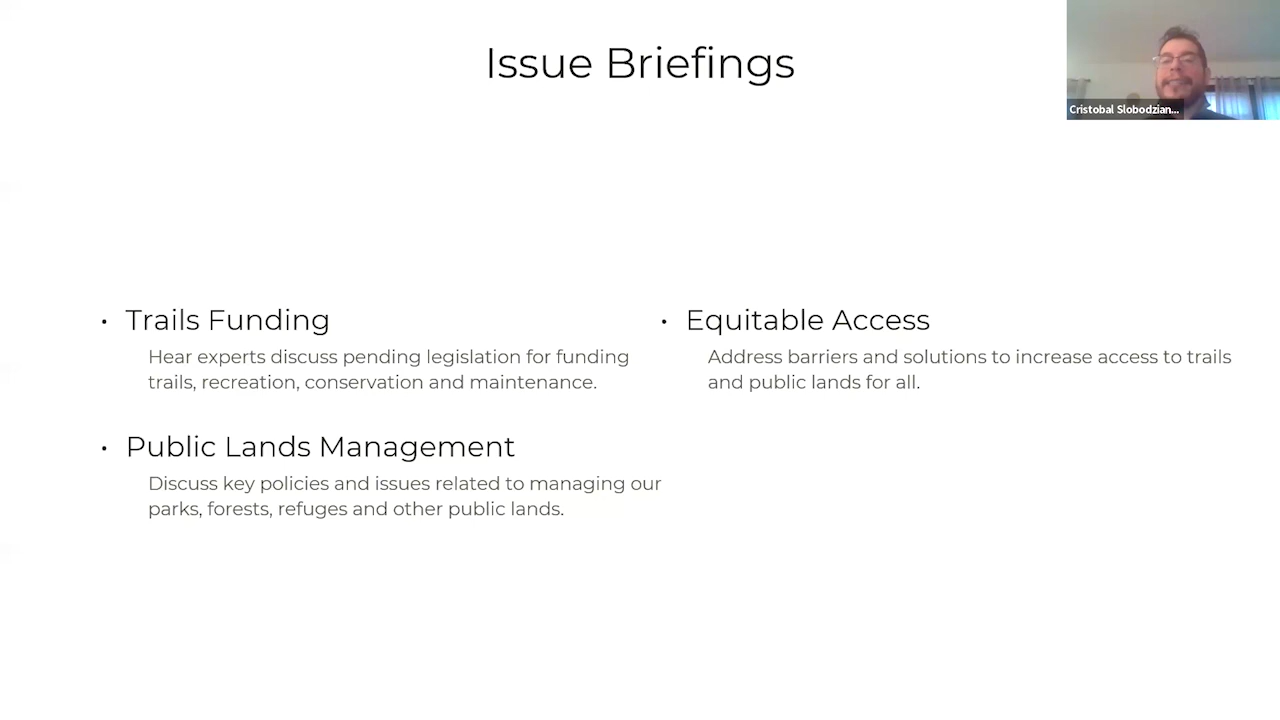 Issue Briefings
Cristobal Slobodzian...
• Trails Funding
Hear experts discuss pending legislation for funding
trails, recreation, conservation and maintenance.
• Public Lands Management
Discuss key policies and issues related to managing our
parks, forests, refuges and other public lands.
• Equitable Access
Address barriers and solutions to increase access to trails
and public lands for all.